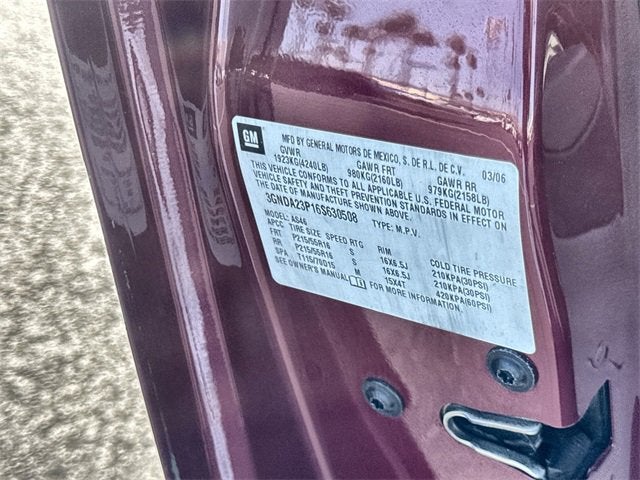 GM
MFD BY GENERAL MOTORS DE MEXICO, S. DE R.L. DE C.V.
GVWR GAWR FRT GAWR RR 03/06
1923KG(4240LB) 980KG(2160LB) 979KG(2158LB)
THIS VEHICLE CONFORMS TO ALL APPLICABLE U.S. FEDERAL MOTOR
VEHICLE SAFETY AND THEFT PREVENTION STANDARDS IN EFFECT ON
THE DATE OF MANUFACTURE SHOWN ABOVE.
3GNDA23P16S630508 TYPE: M.P.V.
MODEL: AS46
APCC TIRE SIZE SPEED RTG RIM COLD TIRE PRESSURE
FRT P215/55R16 S 16X6.5J 210KPA(30PSI)
RR P215/55R16 S 16X6.5J 210KPA(30PSI)
SPA T115/70D15 M 15X4T 420KPA(60PSI)
SEE OWNER'S MANUAL FOR MORE INFORMATION